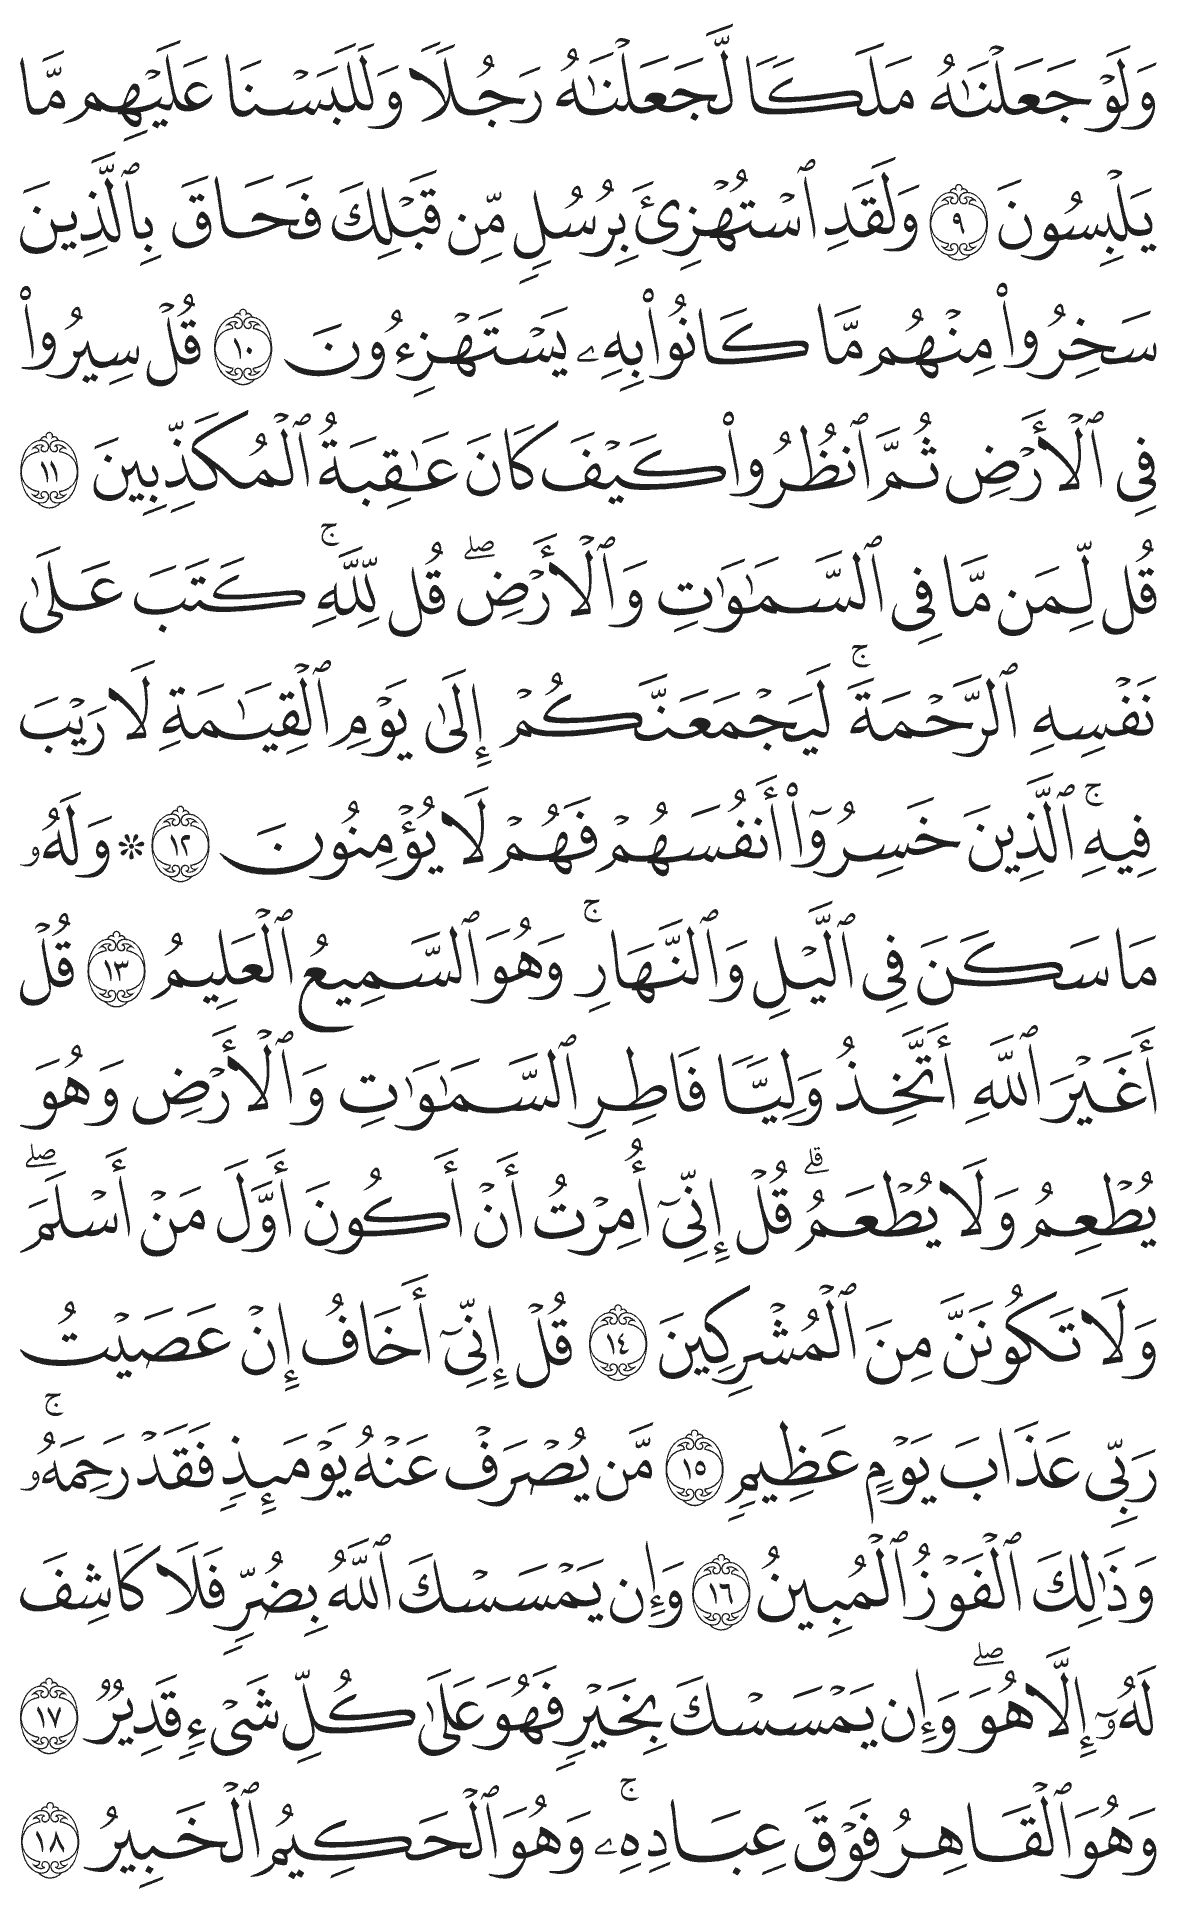 وَلَوۡ جَعَلۡنَٰهُ مَلَكٗا لَّجَعَلۡنَٰهُ رَجُلٗا وَلَلَبَسۡنَا عَلَيۡهِم مَّا
يَلۡبِسُونَ ٩ وَلَقَدِ ٱسۡتُهۡزِئَ بِرُسُلٖ مِّن قَبۡلِكَ فَحَاقَ بِٱلَّذِينَ
سَخِرُواْ مِنۡهُم مَّا كَانُواْ بِهِۦ يَسۡتَهۡزِءُونَ ١٠ قُلۡ سِيرُواْ
فِي ٱلۡأَرۡضِ ثُمَّ ٱنظُرُواْ كَيۡفَ كَانَ عَٰقِبَةُ ٱلۡمُكَذِّبِينَ ١١
قُل لِّمَن مَّا فِي ٱلسَّمَٰوَٰتِ وَٱلۡأَرۡضِۖ قُل لِّلَّهِۚ كَتَبَ عَلَىٰ
نَفۡسِهِ ٱلرَّحۡمَةَۚ لَيَجۡمَعَنَّكُمۡ إِلَىٰ يَوۡمِ ٱلۡقِيَٰمَةِ لَا رَيۡبَ
فِيهِۚ ٱلَّذِينَ خَسِرُوٓاْ أَنفُسَهُمۡ فَهُمۡ لَا يُؤۡمِنُونَ ١٢ ۞ وَلَهُۥ
مَا سَكَنَ فِي ٱلَّيۡلِ وَٱلنَّهَارِۚ وَهُوَ ٱلسَّمِيعُ ٱلۡعَلِيمُ ١٣ قُلۡ
أَغَيۡرَ ٱللَّهِ أَتَّخِذُ وَلِيّٗا فَاطِرِ ٱلسَّمَٰوَٰتِ وَٱلۡأَرۡضِ وَهُوَ
يُطۡعِمُ وَلَا يُطۡعَمُۗ قُلۡ إِنِّيٓ أُمِرۡتُ أَنۡ أَكُونَ أَوَّلَ مَنۡ أَسۡلَمَۖ
وَلَا تَكُونَنَّ مِنَ ٱلۡمُشۡرِكِينَ ١٤ قُلۡ إِنِّيٓ أَخَافُ إِنۡ عَصَيۡتُ
رَبِّي عَذَابَ يَوۡمٍ عَظِيمٖ ١٥ مَّن يُصۡرَفۡ عَنۡهُ يَوۡمَئِذٖ فَقَدۡ رَحِمَهُۥۚ
وَذَٰلِكَ ٱلۡفَوۡزُ ٱلۡمُبِينُ ١٦ وَإِن يَمۡسَسۡكَ ٱللَّهُ بِضُرّٖ فَلَا كَاشِفَ
لَهُۥٓ إِلَّا هُوَۖ وَإِن يَمۡسَسۡكَ بِخَيۡرٖ فَهُوَ عَلَىٰ كُلِّ شَيۡءٖ قَدِيرٞ ١٧
وَهُوَ ٱلۡقَاهِرُ فَوۡقَ عِبَادِهِۦۚ وَهُوَ ٱلۡحَكِيمُ ٱلۡخَبِيرُ ١٨